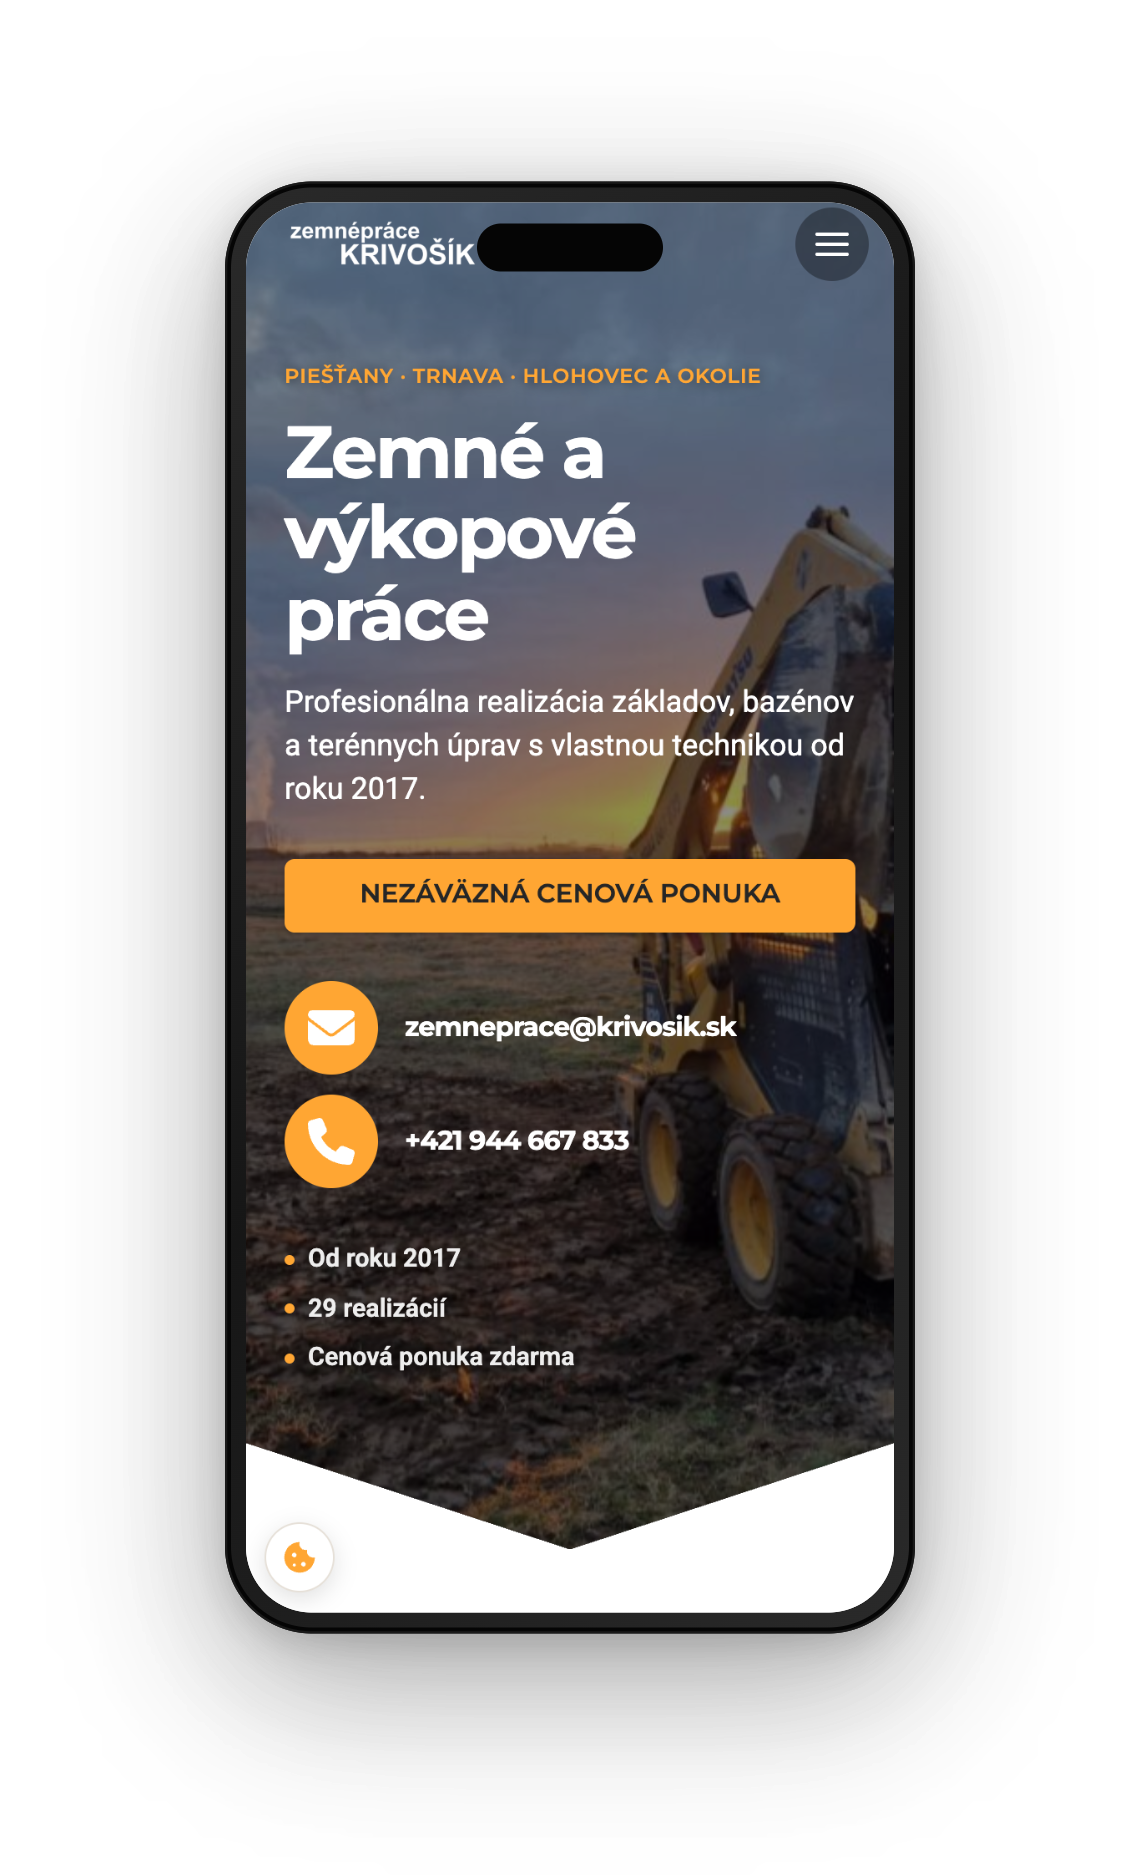 zemnépráce
KRIVOŠÍK
PIEŠŤANY · TRNAVA · HLOHOVEC A OKOLIE
Zemné a
výkopové
práce
Profesionálna realizácia základov, bazénov
a terénnych úprav s vlastnou technikou od
roku 2017.
NEZÁVÄZNÁ CENOVÁ PONUKA
zemneprace@krivosik.sk
+421 944 667 833
Od roku 2017
29 realizácií
Cenová ponuka zdarma